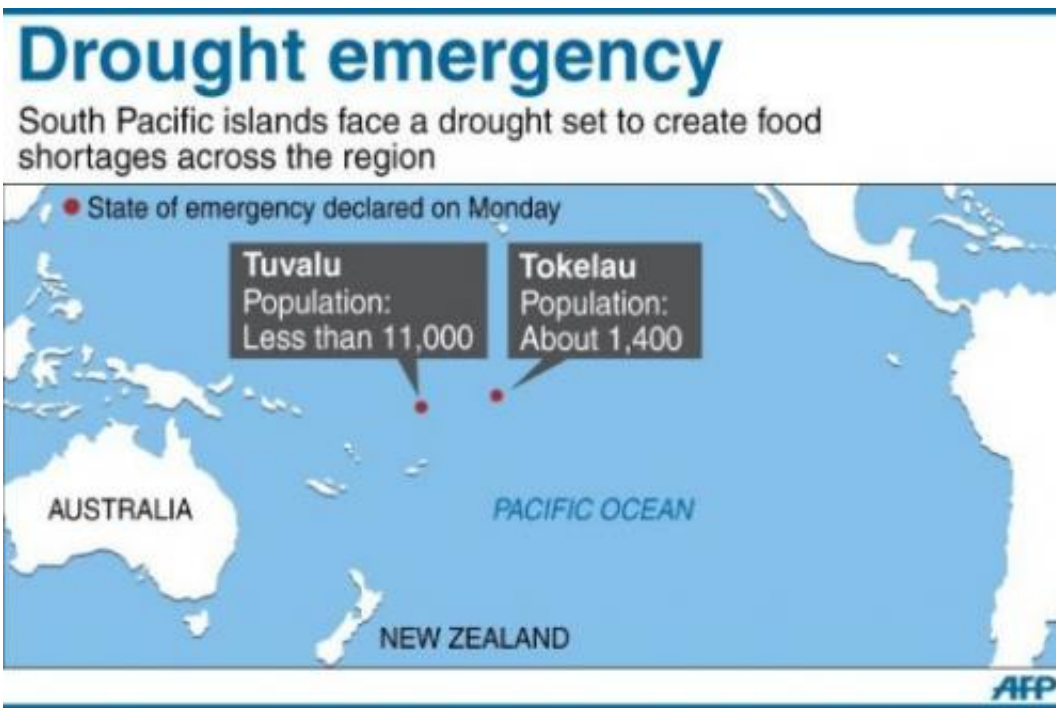 Drought emergency
South Pacific islands face a drought set to create food
shortages across the region
State of emergency declared on Monday
Tuvalu
Population:
Less than 11,000
Tokelau
Population:
About 1,400
AUSTRALIA
PACIFIC OCEAN
NEW ZEALAND
AFP